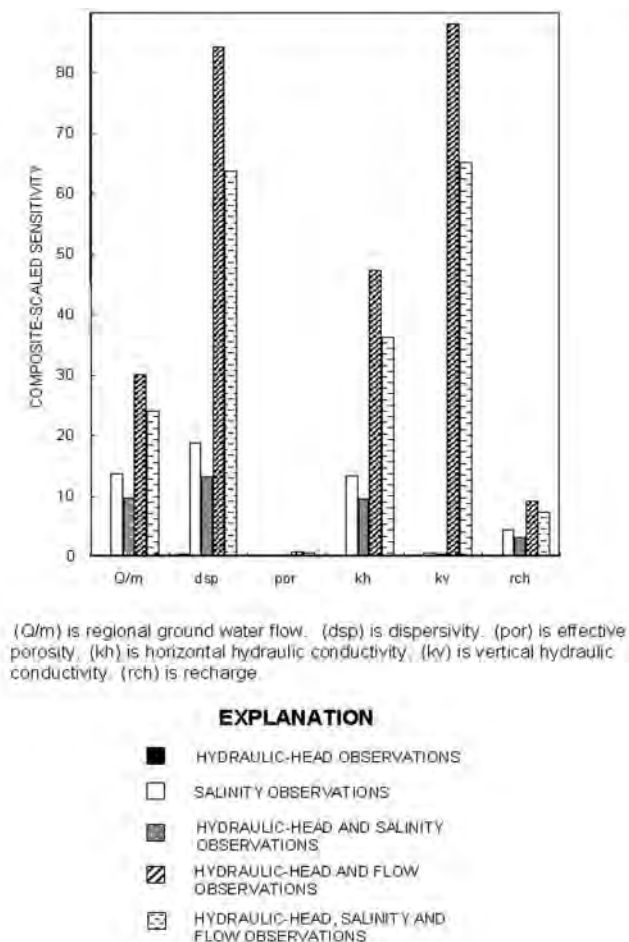 COMPOSITE-SCALED SENSITIVITY
80
70
60
50
40
30
20
10
0
Q/m dsp por kh kv rch
(Q/m) is regional ground water flow. (dsp) is dispersivity. (por) is effective
porosity. (kh) is horizontal hydraulic conductivity. (kv) is vertical hydraulic
conductivity. (rch) is recharge.
EXPLANATION
HYDRAULIC-HEAD OBSERVATIONS
SALINITY OBSERVATIONS
HYDRAULIC-HEAD AND SALINITY
OBSERVATIONS
HYDRAULIC-HEAD AND FLOW
OBSERVATIONS
HYDRAULIC-HEAD, SALINITY AND
FLOW OBSERVATIONS